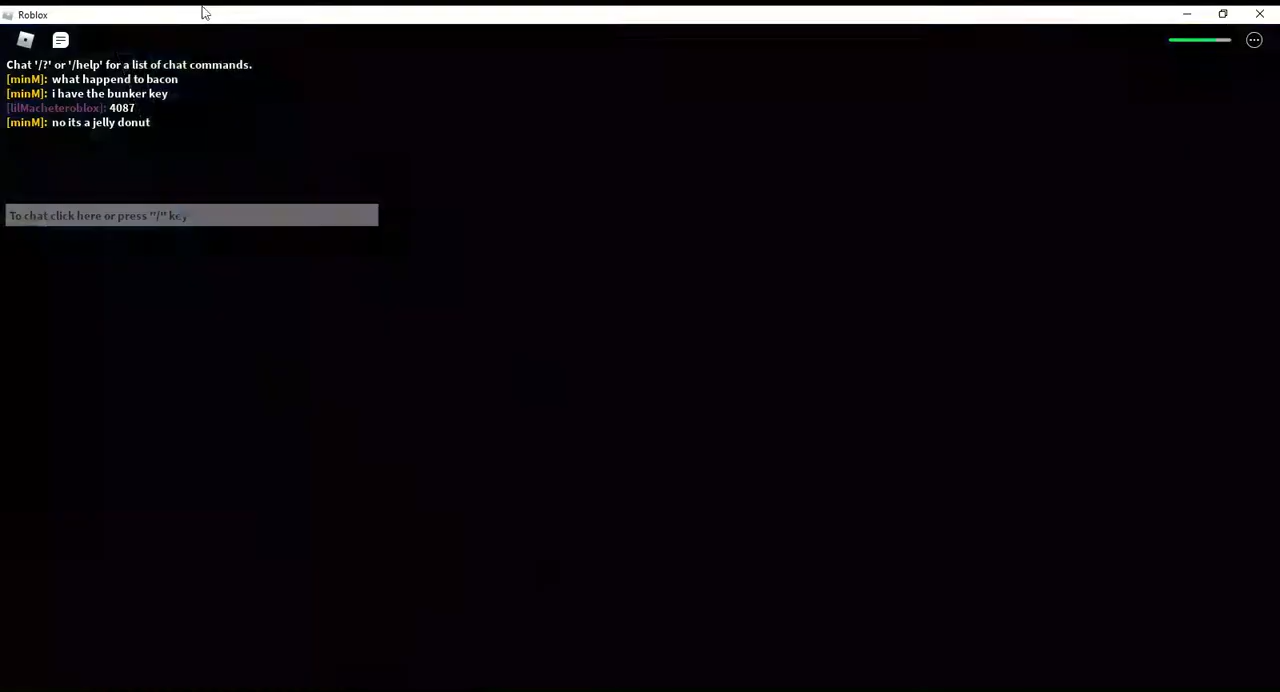 Roblox
Chat '/?' or '/help' for a list of chat commands.
[minM]: what happend to bacon
[minM]: i have the bunker key
[lilMacheteroblox]: 4087
[minM]: no its a jelly donut
To chat click here or press "/" key